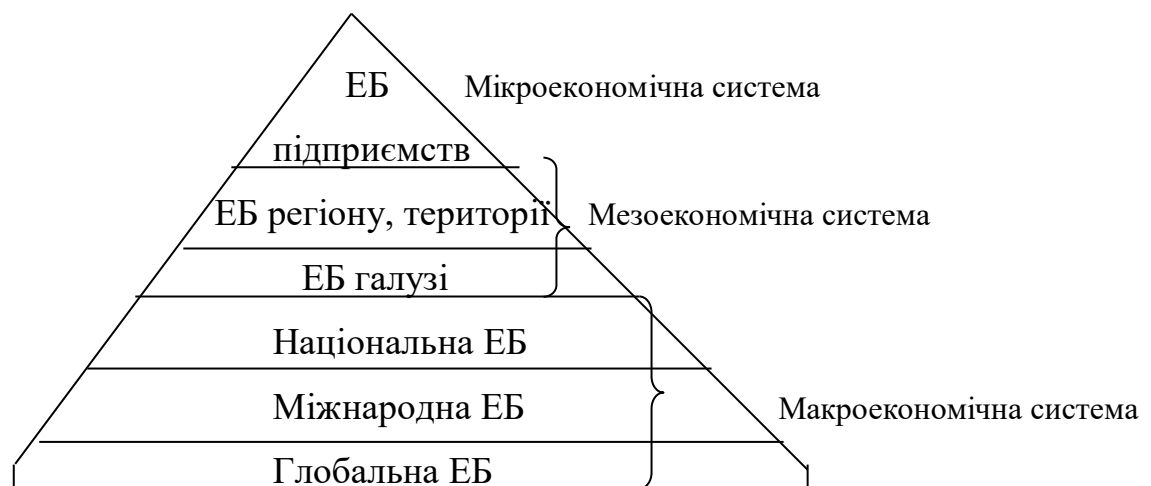 ЕБ
Мікроекономічна система
підприємств
ЕБ регіону, території
Мезоекономічна система
ЕБ галузі
Національна ЕБ
Міжнародна ЕБ
Макроекономічна система
Глобальна ЕБ